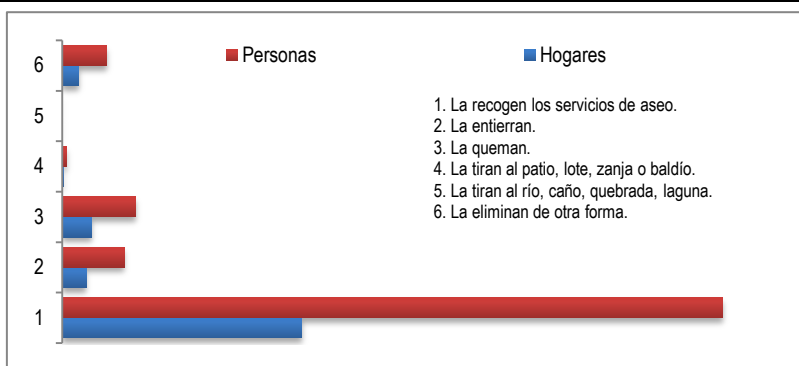 Personas Hogares
6
5
4
3
2
1
1. La recogen los servicios de aseo.
2. La entierran.
3. La queman.
4. La tiran al patio, lote, zanja o baldío.
5. La tiran al río, caño, quebrada, laguna.
6. La eliminan de otra forma.